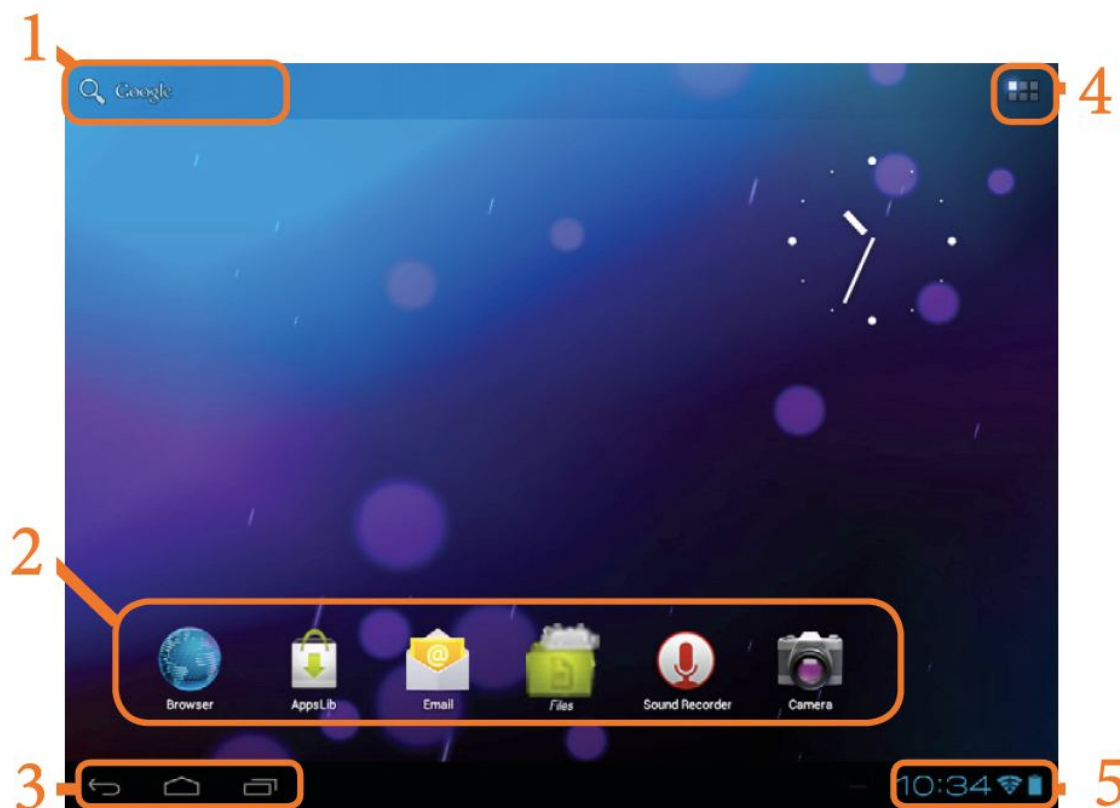 1
Google
4
2
Browser
AppsLib
Email
Files
Sound Recorder
Camera
3
10:34
5